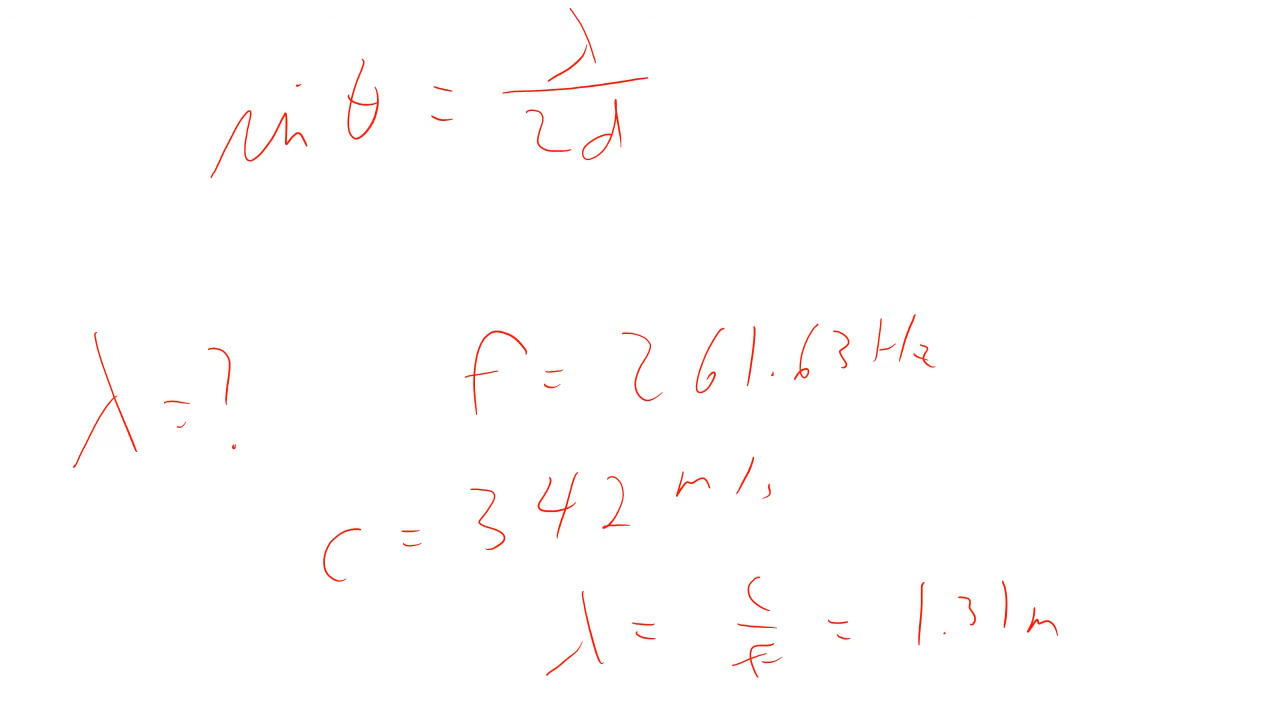 sin θ = λ / 2d
λ = ? f = 261.63 Hz
c = 342 m/s
λ = c / f = 1.31 m